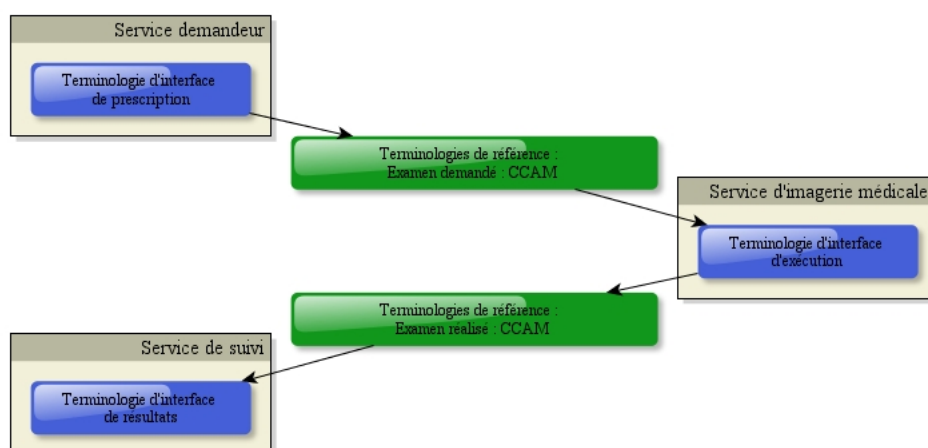 Service demandeur
Terminologie d'interface
de prescription
Terminologies de référence :
Examen demandé : CCAM
Service d'imagerie médicale
Terminologie d'interface
d'exécution
Terminologies de référence :
Examen réalisé : CCAM
Service de suivi
Terminologie d'interface
de résultats